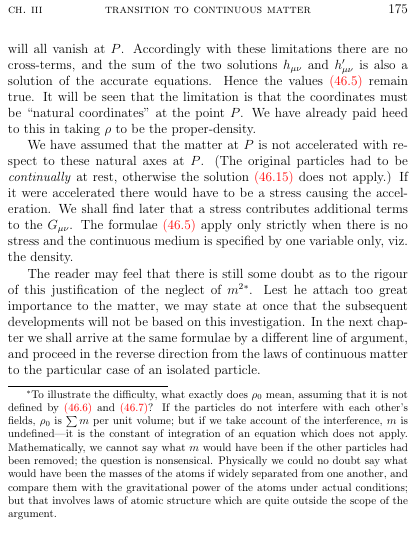 CH. III TRANSITION TO CONTINUOUS MATTER 175
will all vanish at P. Accordingly with these limitations there are no
cross-terms, and the sum of the two solutions hμν and h′μν is also a
solution of the accurate equations. Hence the values (46.5) remain
true. It will be seen that the limitation is that the coordinates must
be “natural coordinates” at the point P. We have already paid heed
to this in taking ρ to be the proper-density.
We have assumed that the matter at P is not accelerated with re-
spect to these natural axes at P. (The original particles had to be
continually at rest, otherwise the solution (46.15) does not apply.) If
it were accelerated there would have to be a stress causing the accel-
eration. We shall find later that a stress contributes additional terms
to the Gμν. The formulae (46.5) apply only strictly when there is no
stress and the continuous medium is specified by one variable only, viz.
the density.
The reader may feel that there is still some doubt as to the rigour
of this justification of the neglect of m²*. Lest he attach too great
importance to the matter, we may state at once that the subsequent
developments will not be based on this investigation. In the next chap-
ter we shall arrive at the same formulae by a different line of argument,
and proceed in the reverse direction from the laws of continuous matter
to the particular case of an isolated particle.
*To illustrate the difficulty, what exactly does ρ₀ mean, assuming that it is not
defined by (46.6) and (46.7)? If the particles do not interfere with each other's
fields, ρ₀ is ∑ m per unit volume; but if we take account of the interference, m is
undefined—it is the constant of integration of an equation which does not apply.
Mathematically, we cannot say what m would have been if the other particles had
been removed; the question is nonsensical. Physically we could no doubt say what
would have been the masses of the atoms if widely separated from one another, and
compare them with the gravitational power of the atoms under actual conditions;
but that involves laws of atomic structure which are quite outside the scope of the
argument.